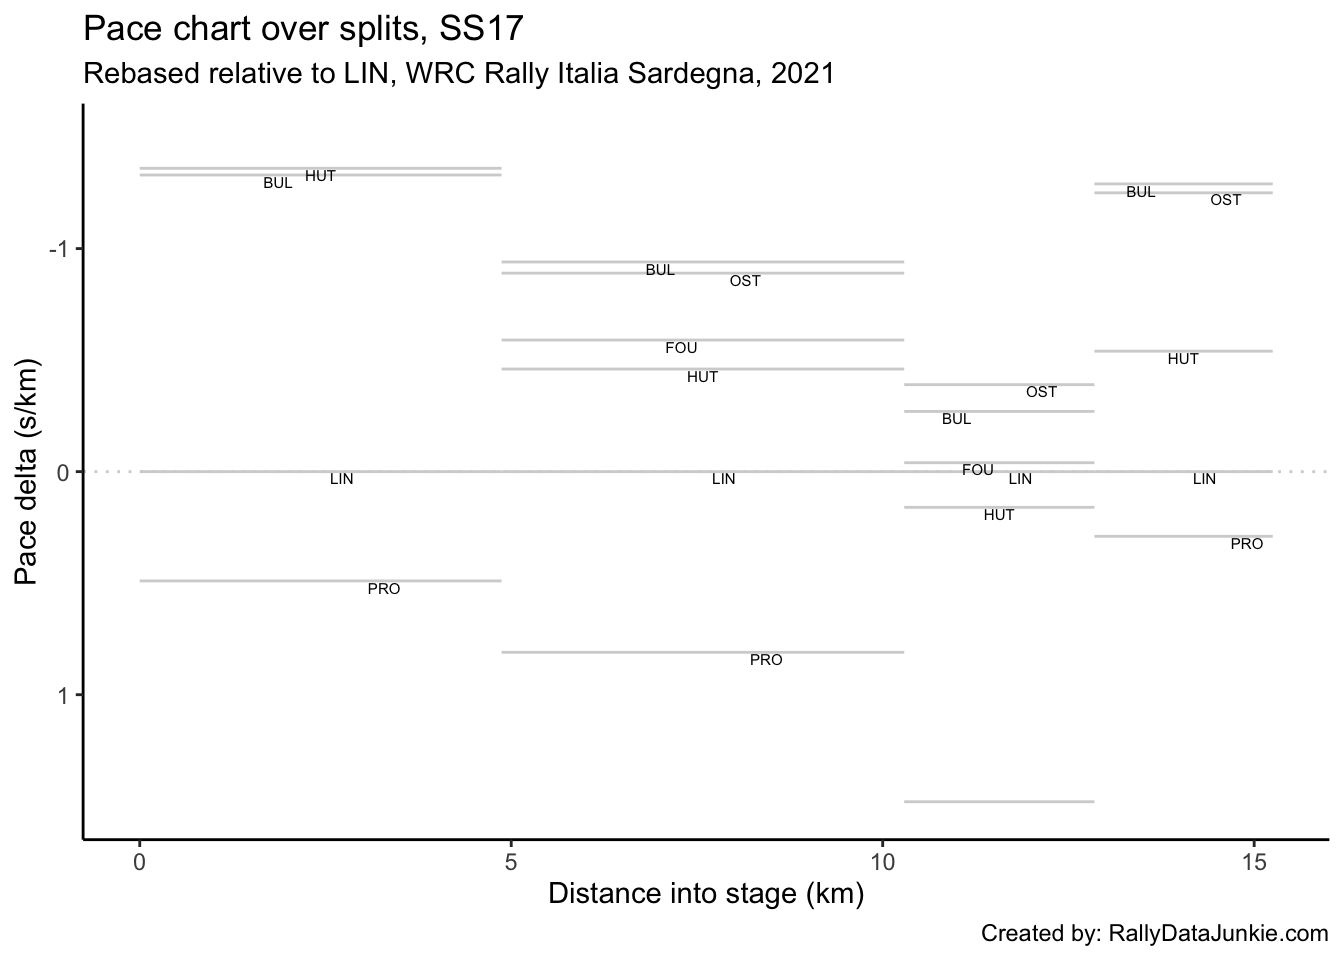 Pace chart over splits, SS17
Rebased relative to LIN, WRC Rally Italia Sardegna, 2021
HUT
BUL
BUL
OST
-1
BUL
OST
FOU
HUT
HUT
OST
BUL
0
FOU
LIN
LIN
LIN
LIN
HUT
PRO
PRO
PRO
1
0
5
10
15
Pace delta (s/km)
Distance into stage (km)
Created by: RallyDataJunkie.com